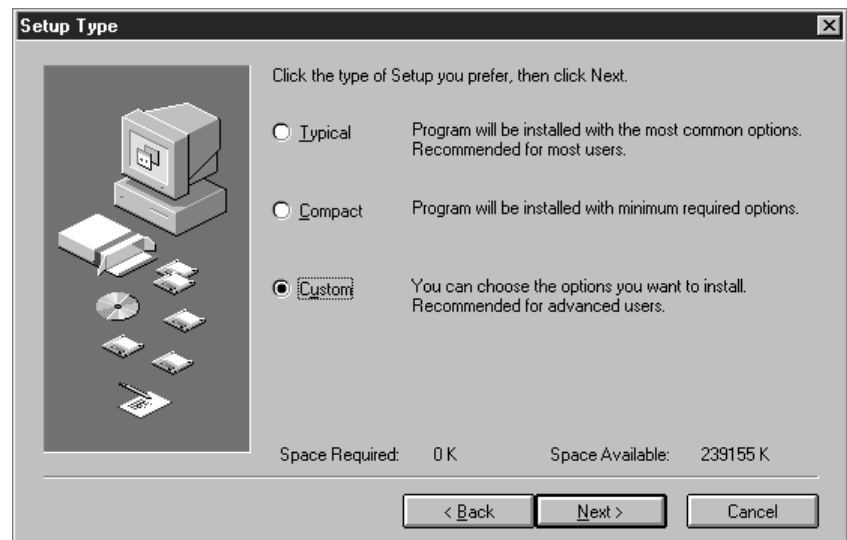 Setup Type
Click the type of Setup you prefer, then click Next.
Typical Program will be installed with the most common options.
Recommended for most users.
Compact Program will be installed with minimum required options.
Custom You can choose the options you want to install.
Recommended for advanced users.
Space Required: 0 K Space Available: 239155 K
< Back Next > Cancel